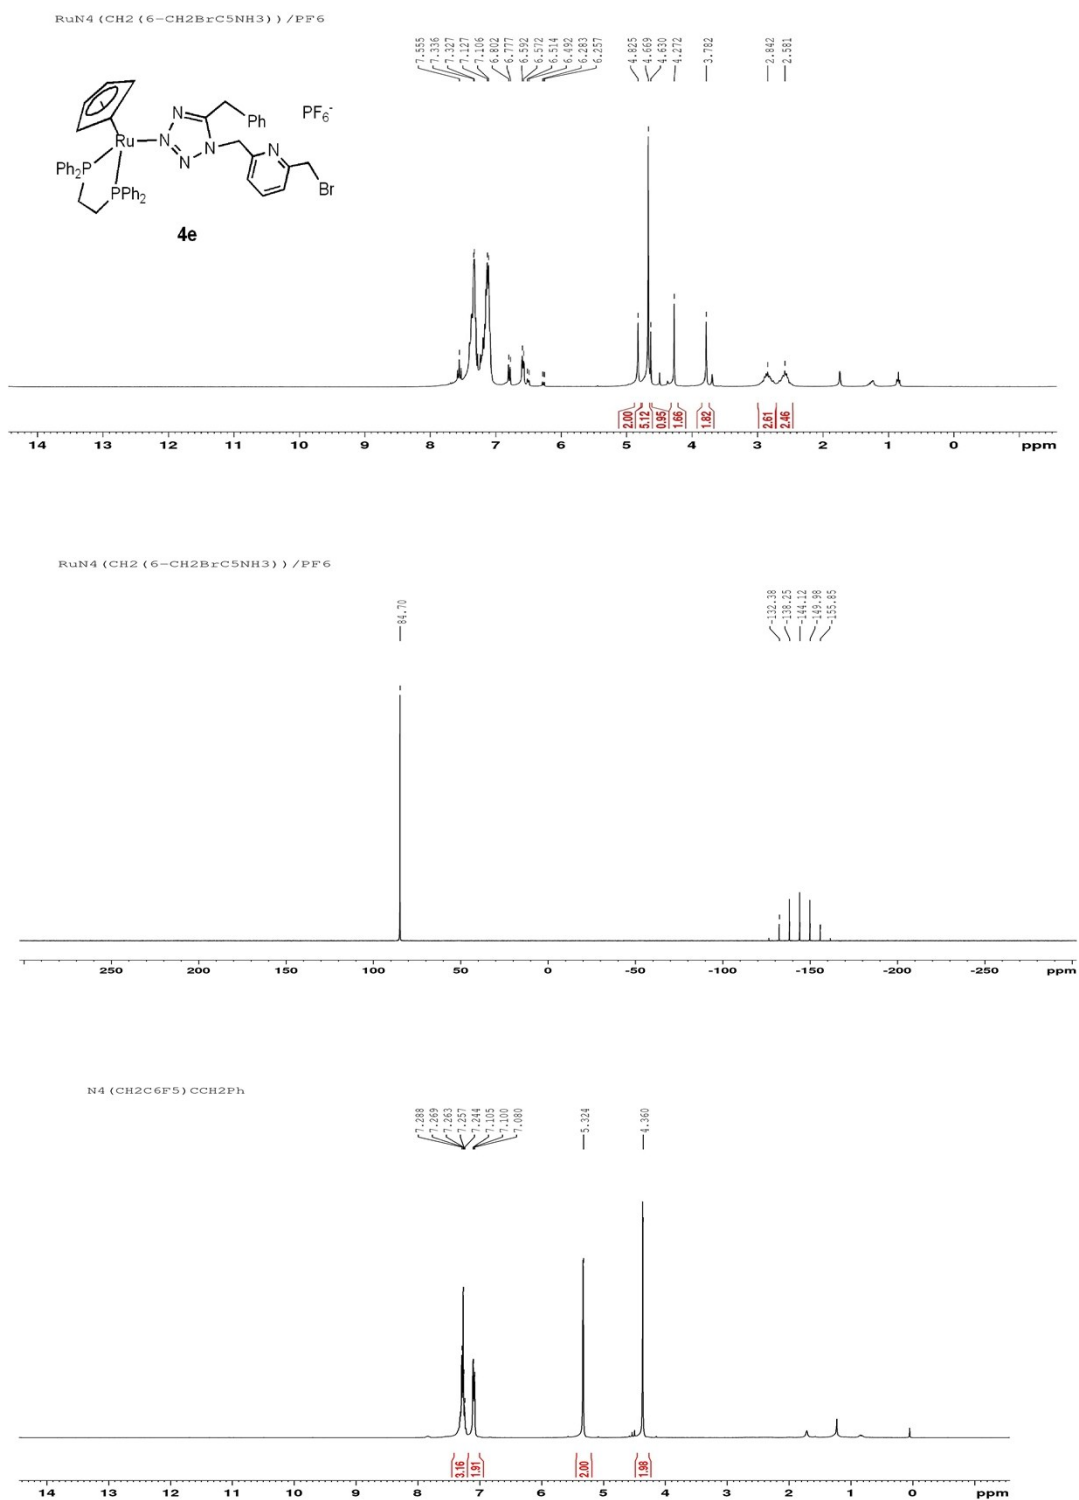 RuN4(CH2(6-CH2BrC5NH3))/PF6
7.555
7.336
7.327
7.127
7.106
6.802
6.777
6.592
6.572
6.514
6.492
6.283
6.257
4.825
4.669
4.630
4.272
3.782
2.842
2.581
N
N
N
N
Ph
PF6-
Ru
N
Ph2P
PPh2
Br
4e
2.00
5.12
0.95
1.66
1.82
2.61
2.46
14 13 12 11 10 9 8 7 6 5 4 3 2 1 0 ppm
RuN4(CH2(6-CH2BrC5NH3))/PF6
84.70
-132.38
-138.25
-144.12
-149.98
-155.85
250 200 150 100 50 0 -50 -100 -150 -200 -250 ppm
N4(CH2C6F5)CCH2Ph
7.288
7.269
7.263
7.257
7.244
7.105
7.100
7.080
5.324
4.360
3.16
1.91
2.00
1.98
14 13 12 11 10 9 8 7 6 5 4 3 2 1 0 ppm